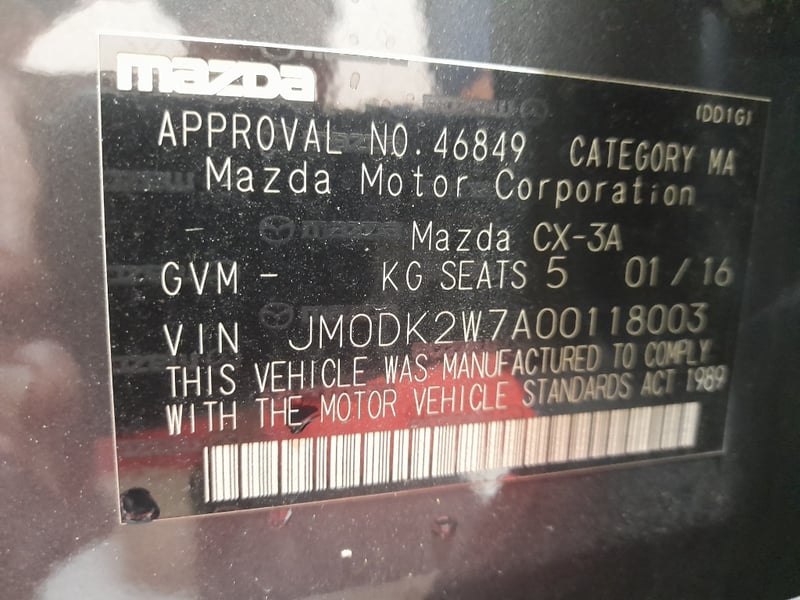 mazda
(DD1G)
APPROVAL NO. 46849 CATEGORY MA
Mazda Motor Corporation
- Mazda CX-3A
GVM - KG SEATS 5 01 / 16
VIN JM0DK2W7A00118003
THIS VEHICLE WAS MANUFACTURED TO COMPLY
WITH THE MOTOR VEHICLE STANDARDS ACT 1989